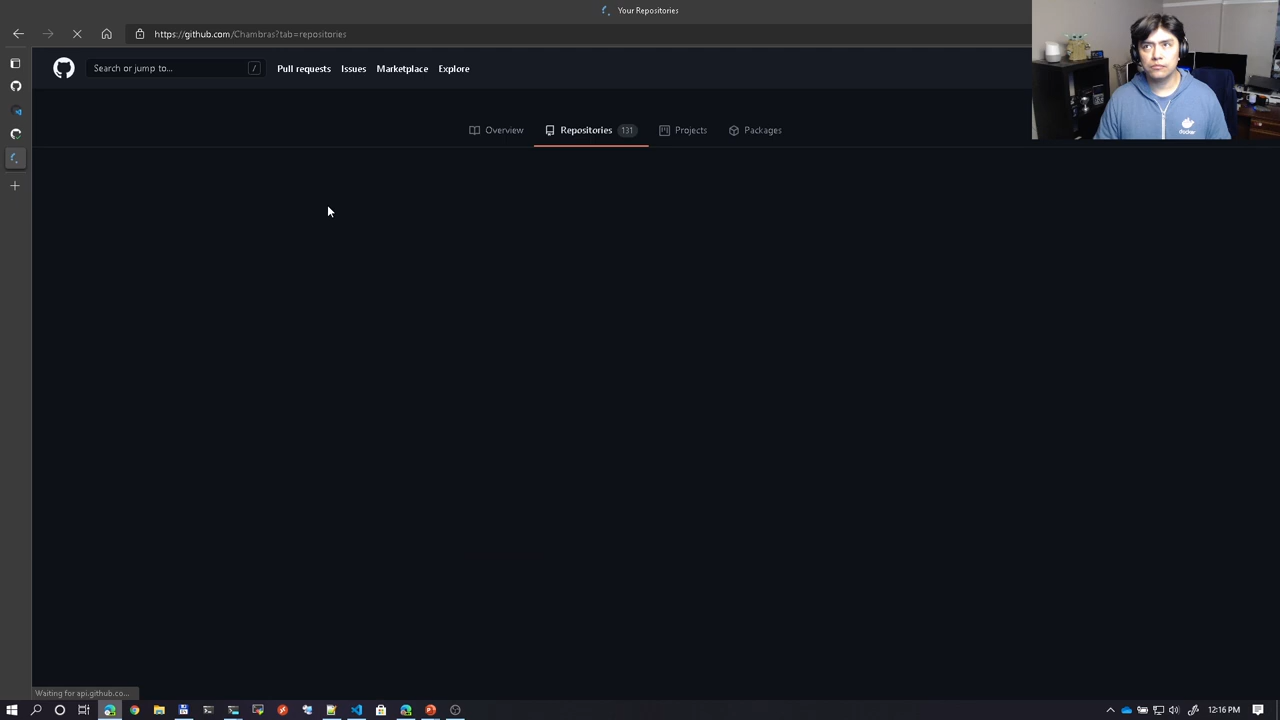 Your Repositories
https://github.com/Chambras?tab=repositories
Search or jump to...
/
Pull requests
Issues
Marketplace
Explore
Overview
Repositories
131
Projects
Packages
docker
Waiting for api.github.co...
12:16 PM